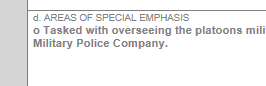 d. AREAS OF SPECIAL EMPHASIS
o Tasked with overseeing the platoons mili
Military Police Company.